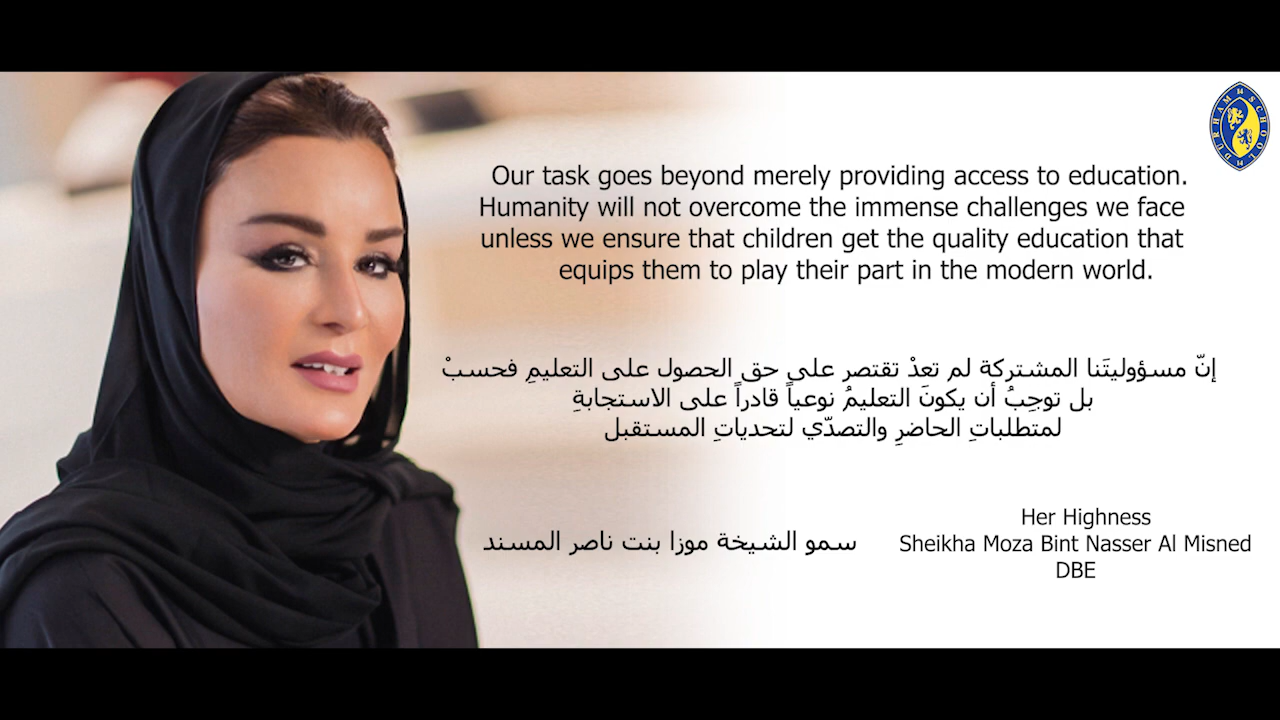 DURHAM SCHOOL
Our task goes beyond merely providing access to education.
Humanity will not overcome the immense challenges we face
unless we ensure that children get the quality education that
equips them to play their part in the modern world.
إنّ مسؤوليتَنا المشتركة لم تعدْ تقتصر على حق الحصول على التعليمِ فحسبْ
بل توجِبُ أن يكونَ التعليمُ نوعياً قادراً على الاستجابةِ
لمتطلباتِ الحاضرِ والتصدّي لتحدياتِ المستقبل
Her Highness
Sheikha Moza Bint Nasser Al Misned
DBE
سمو الشيخة موزا بنت ناصر المسند